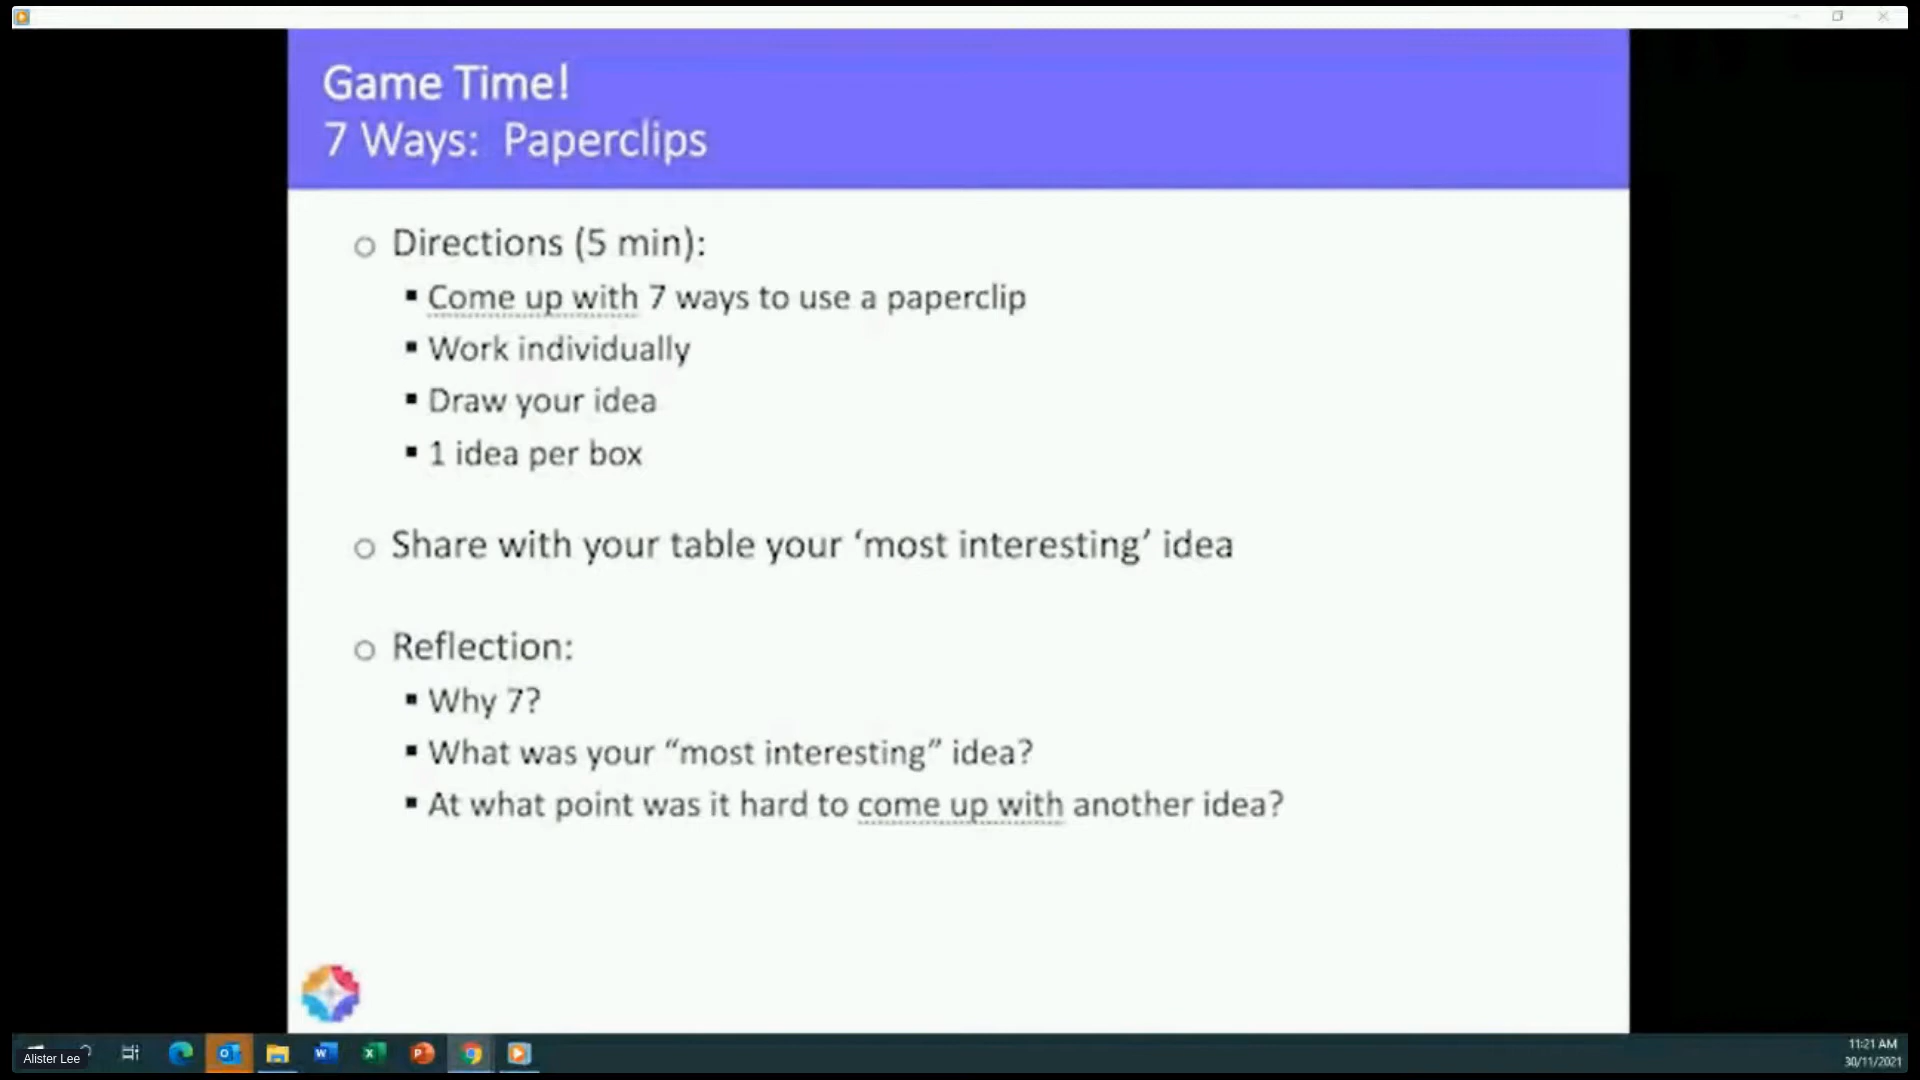 Game Time!
7 Ways: Paperclips
Directions (5 min):
Come up with 7 ways to use a paperclip
Work individually
Draw your idea
1 idea per box
Share with your table your ‘most interesting’ idea
Reflection:
Why 7?
What was your “most interesting” idea?
At what point was it hard to come up with another idea?
Alister Lee
11:21 AM
30/11/2021